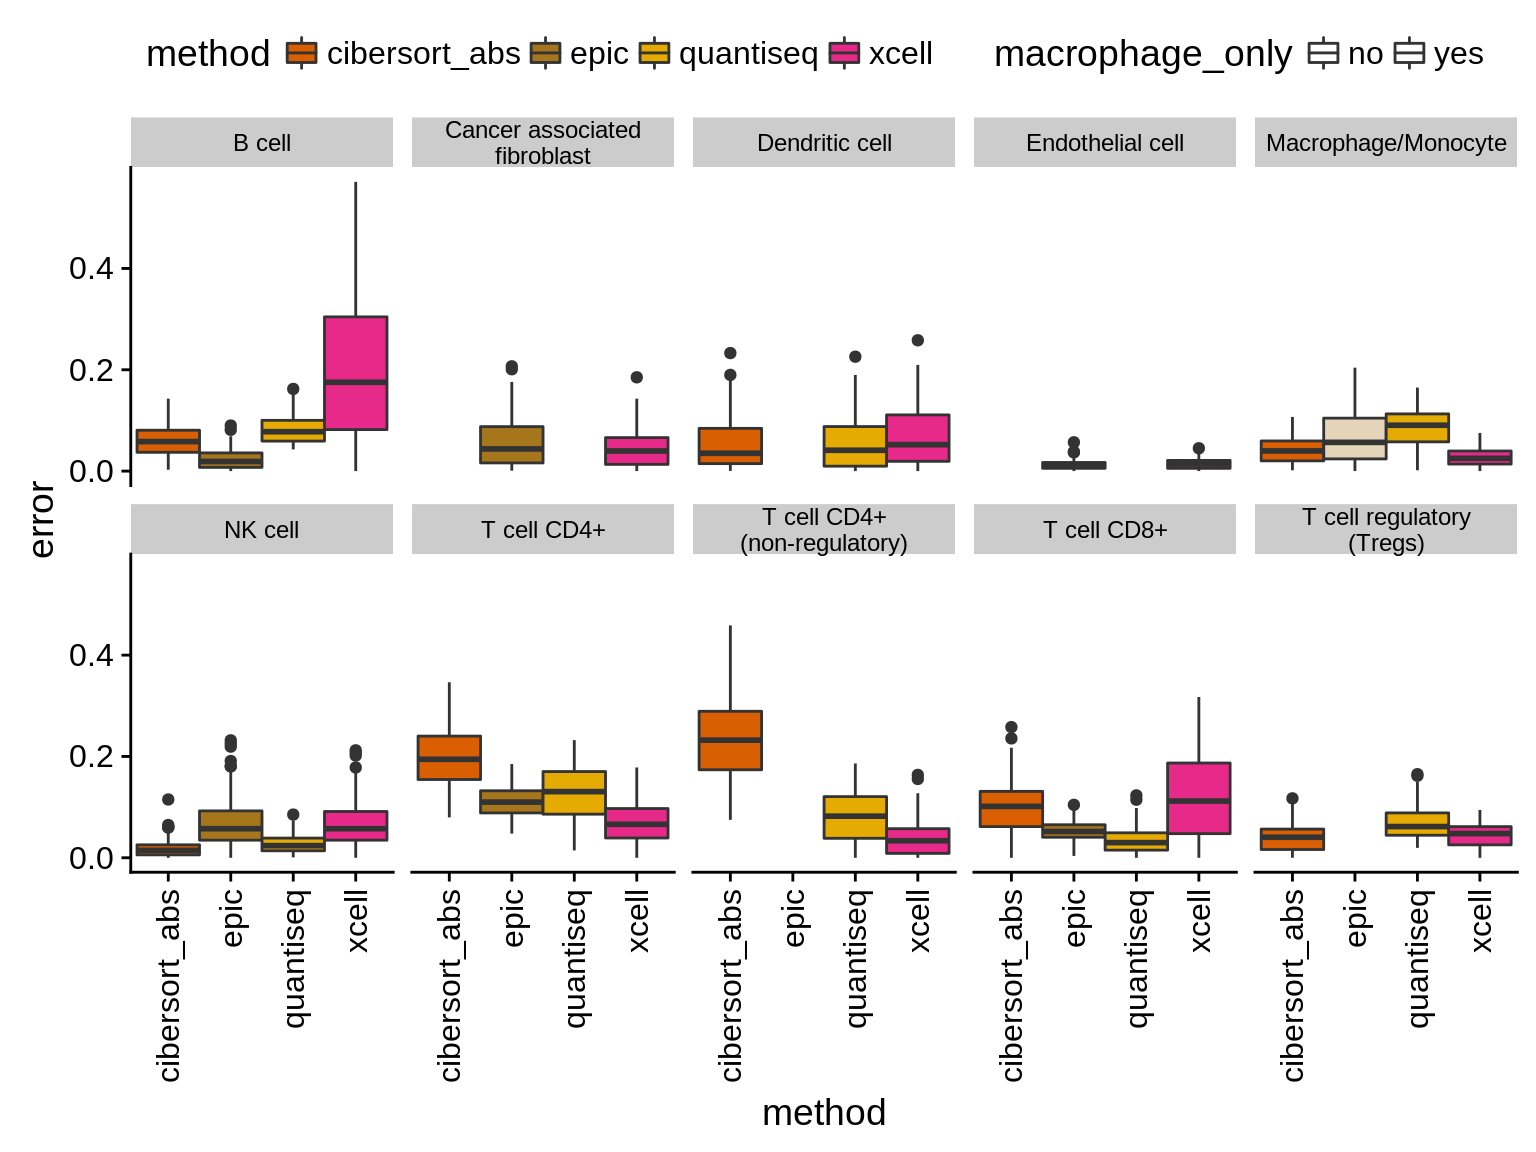 method cibersort_abs epic quantiseq xcell macrophage_only no yes
B cell
Cancer associated
fibroblast
Dendritic cell
Endothelial cell
Macrophage/Monocyte
0.4
0.2
0.0
error
NK cell
T cell CD4+
T cell CD4+
(non-regulatory)
T cell CD8+
T cell regulatory
(Tregs)
0.4
0.2
0.0
cibersort_abs
epic
quantiseq
xcell
cibersort_abs
epic
quantiseq
xcell
cibersort_abs
epic
quantiseq
xcell
cibersort_abs
epic
quantiseq
xcell
cibersort_abs
epic
quantiseq
xcell
method